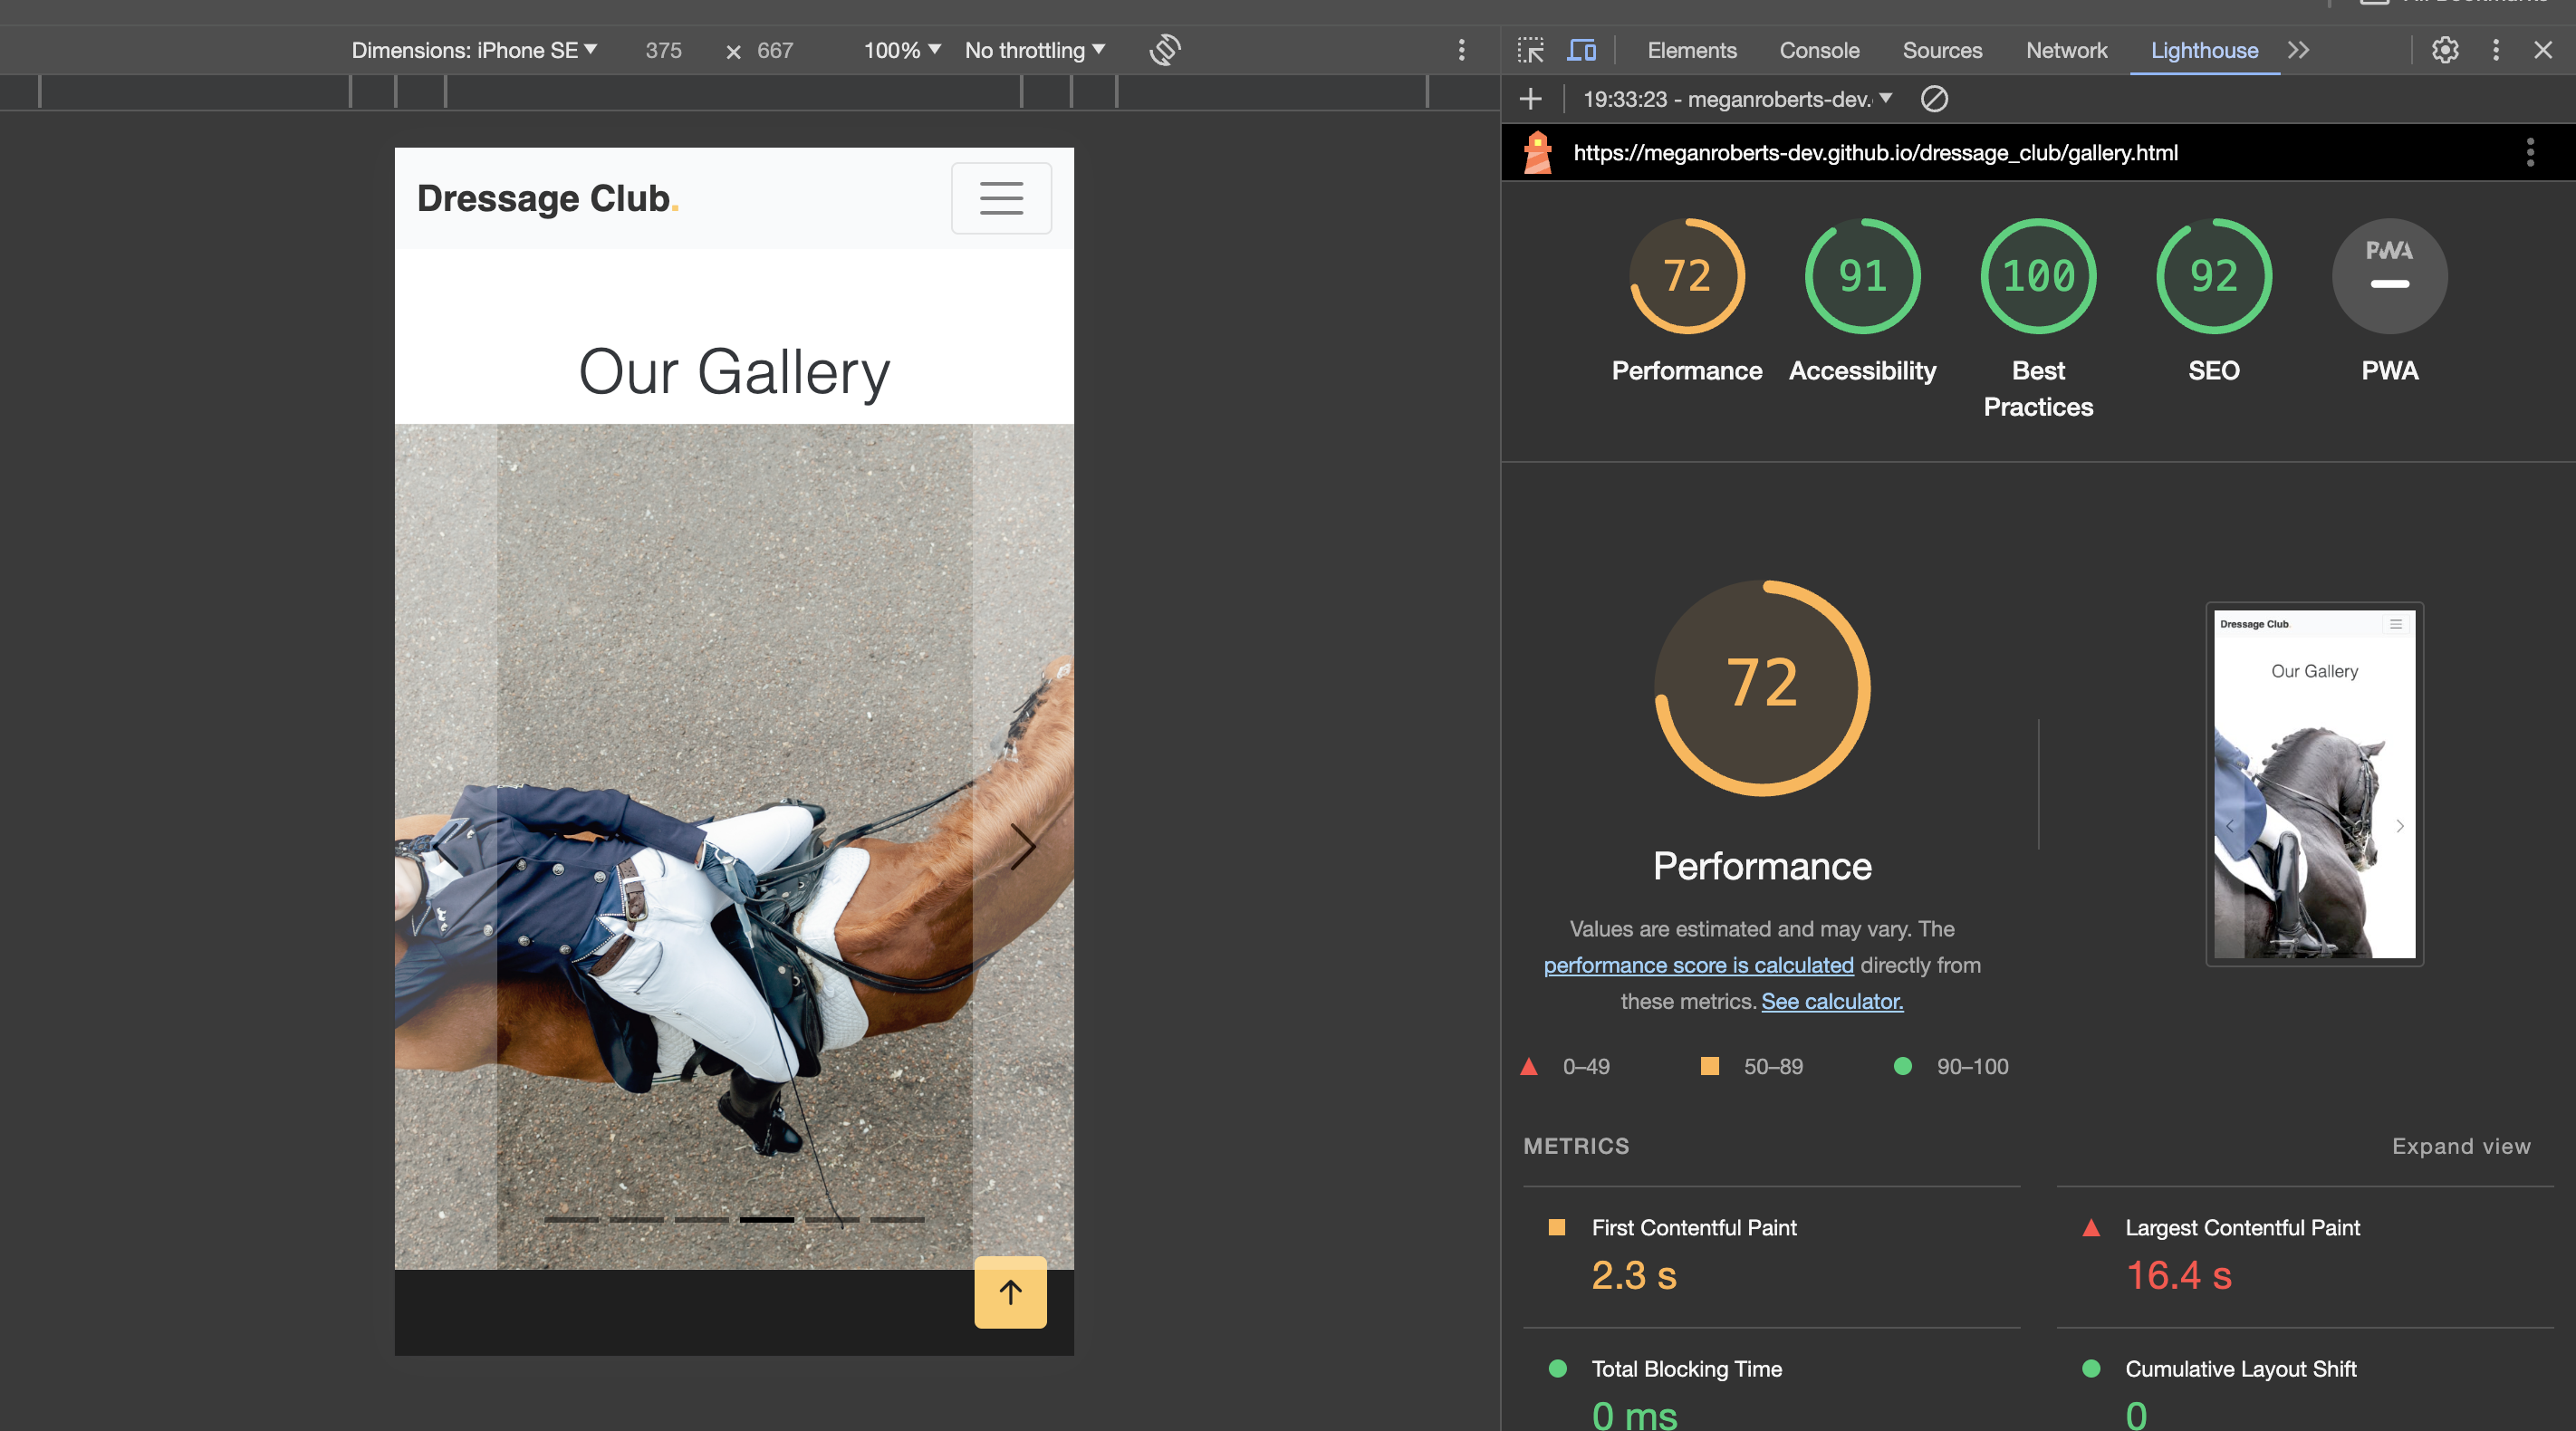 Dimensions: iPhone SE 375 × 667 100% No throttling
Elements Console Sources Network Lighthouse
19:33:23 - meganroberts-dev.
https://meganroberts-dev.github.io/dressage_club/gallery.html
Dressage Club.
Our Gallery
72 91 100 92 PWA
Performance Accessibility Best Practices SEO PWA
72
Performance
Values are estimated and may vary. The
performance score is calculated directly from
these metrics. See calculator.
0–49 50–89 90–100
Dressage Club.
Our Gallery
METRICS Expand view
First Contentful Paint
2.3 s
Largest Contentful Paint
16.4 s
Total Blocking Time
0 ms
Cumulative Layout Shift
0